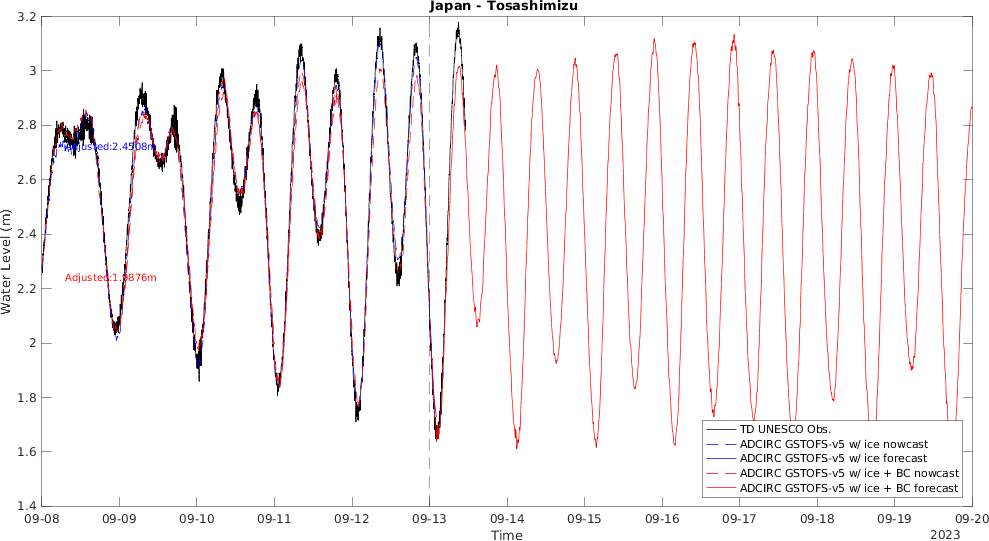 Japan - Tosashimizu
3.2
3
2.8
2.6
2.4
2.2
2
1.8
1.6
1.4
Water Level (m)
Adjusted:2.4508m
Adjusted:1.9876m
TD UNESCO Obs.
ADCIRC GSTOFS-v5 w/ ice nowcast
ADCIRC GSTOFS-v5 w/ ice forecast
ADCIRC GSTOFS-v5 w/ ice + BC nowcast
ADCIRC GSTOFS-v5 w/ ice + BC forecast
09-08 09-09 09-10 09-11 09-12 09-13 09-14 09-15 09-16 09-17 09-18 09-19 09-20
Time
2023